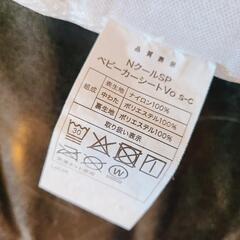 品質表示
NクールSP
ベビーカーシートVo S-C
組成 表生地 ナイロン100%
中わた ポリエステル100%
裏生地 ポリエステル100%
取り扱い表示
30
W